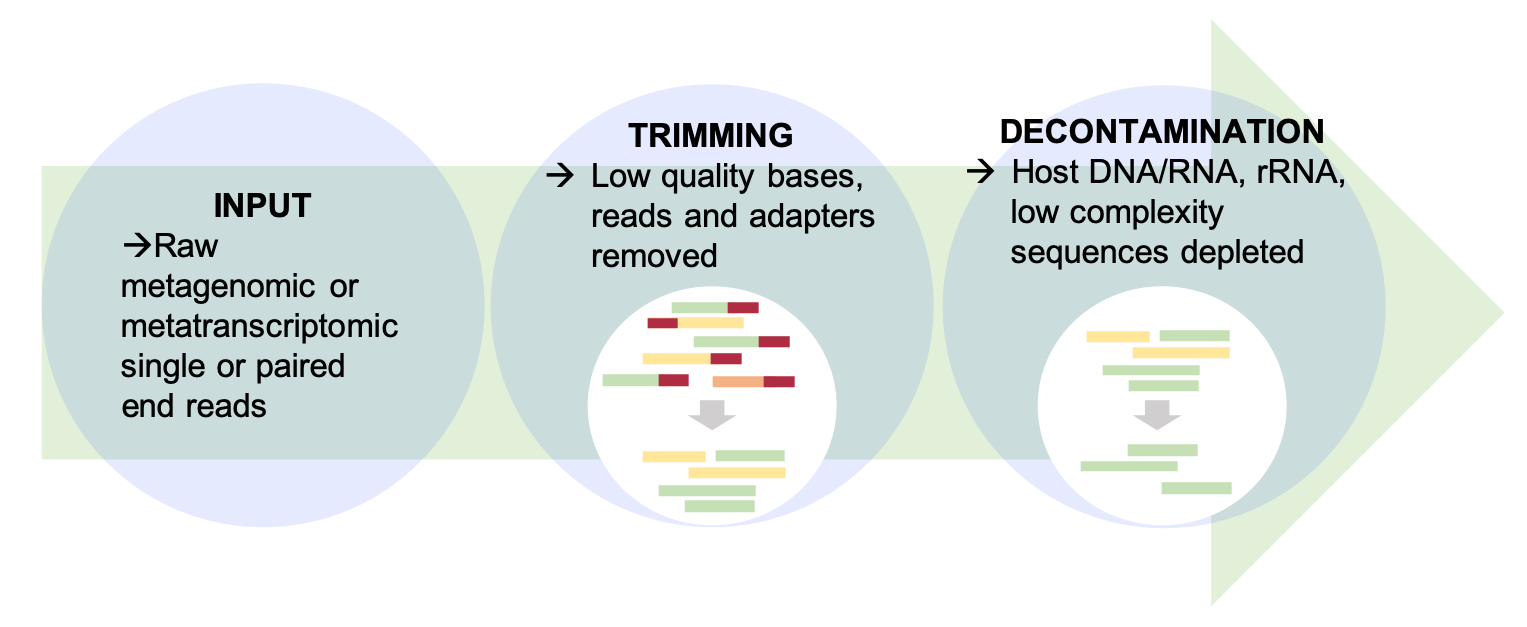 INPUT
→Raw
metagenomic or
metatranscriptomic
single or paired
end reads
TRIMMING
→ Low quality bases,
reads and adapters
removed
DECONTAMINATION
→ Host DNA/RNA, rRNA,
low complexity
sequences depleted